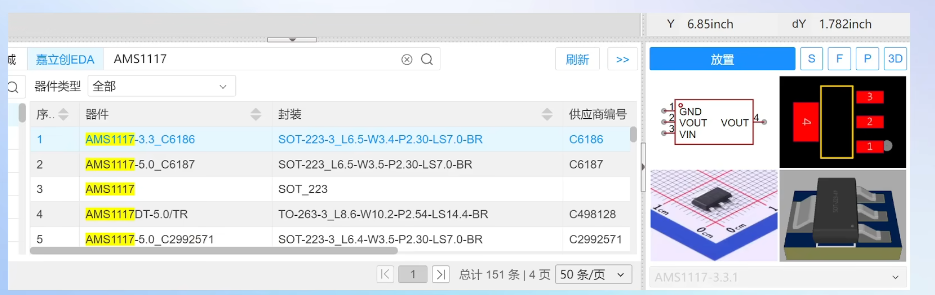 Y 6.85inch dY 1.782inch
嘉立创EDA AMS1117 刷新 >>
放置 S F P 3D
器件类型 全部
序.. 器件 封装 供应商编号
1 AMS1117-3.3_C6186 SOT-223-3_L6.5-W3.4-P2.30-LS7.0-BR C6186
2 AMS1117-5.0_C6187 SOT-223_L6.5-W3.5-P2.30-LS7.0-BR C6187
3 AMS1117 SOT_223
4 AMS1117DT-5.0/TR TO-263-3_L8.6-W10.2-P2.54-LS14.4-BR C498128
5 AMS1117-5.0_C2992571 SOT-223-3_L6.4-W3.5-P2.30-LS7.0-BR C2992571
1 GND
2 VOUT VOUT 4
3 VIN
4 3
2
1
1cm 0 0 1
1 总计 151 条 | 4 页 50 条/页
AMS1117-3.3.1